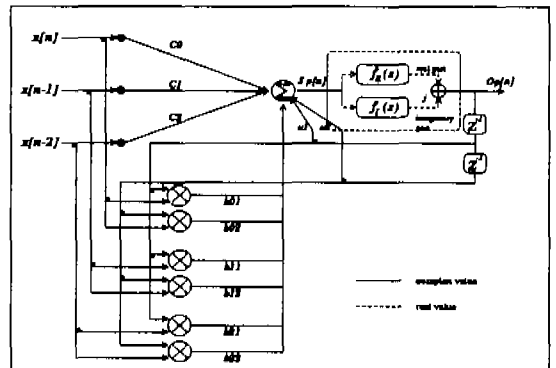 x[n]
C0
S p[n]
f_R(s)
real part
Op[n]
x[n-1]
C1
Σ
f_I(s)
j
imaginary
part
x[n-2]
C2
a1
a2
Z^-1
Z^-1
b01
b02
b11
b12
b21
b22
complex value
real value